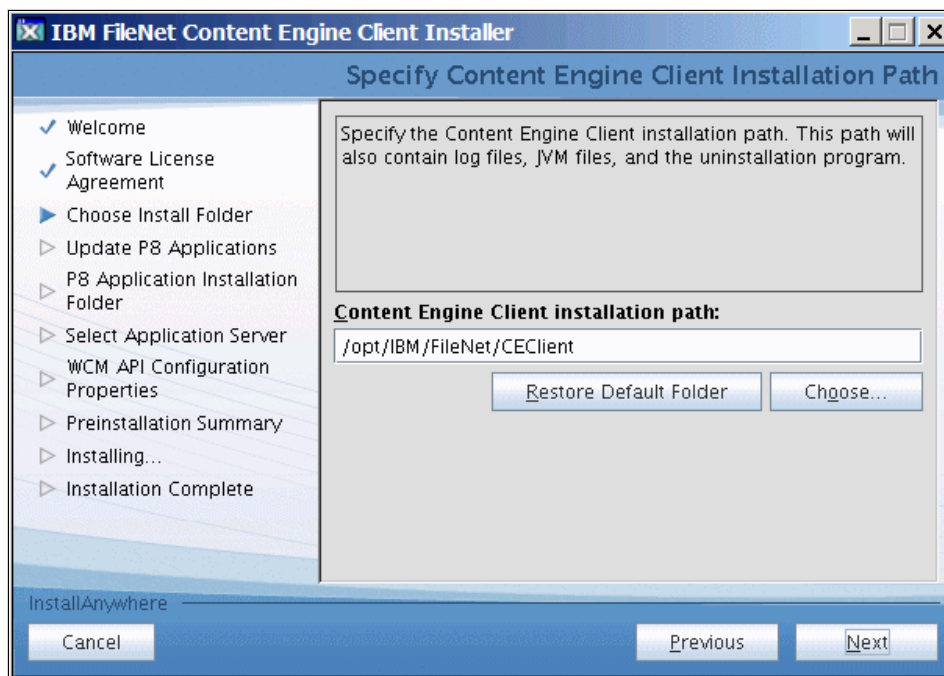 IBM FileNet Content Engine Client Installer
Specify Content Engine Client Installation Path
Welcome
Software License
Agreement
Choose Install Folder
Update P8 Applications
P8 Application Installation
Folder
Select Application Server
WCM API Configuration
Properties
Preinstallation Summary
Installing...
Installation Complete
Specify the Content Engine Client installation path. This path will
also contain log files, JVM files, and the uninstallation program.
Content Engine Client installation path:
/opt/IBM/FileNet/CEClient
Restore Default Folder
Choose...
InstallAnywhere
Cancel
Previous
Next